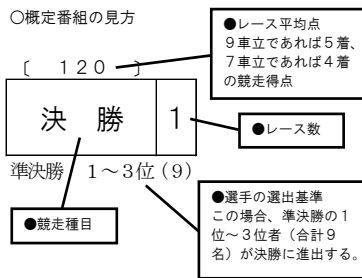 ○概定番組の見方
●レース平均点
9車立であれば5着、
7車立であれば4着
の競走得点
〔 120 〕
決 勝 1
●レース数
準決勝 1～3位(9)
●競走種目
●選手の選出基準
この場合、準決勝の1
位～3位者(合計9
名)が決勝に進出する。